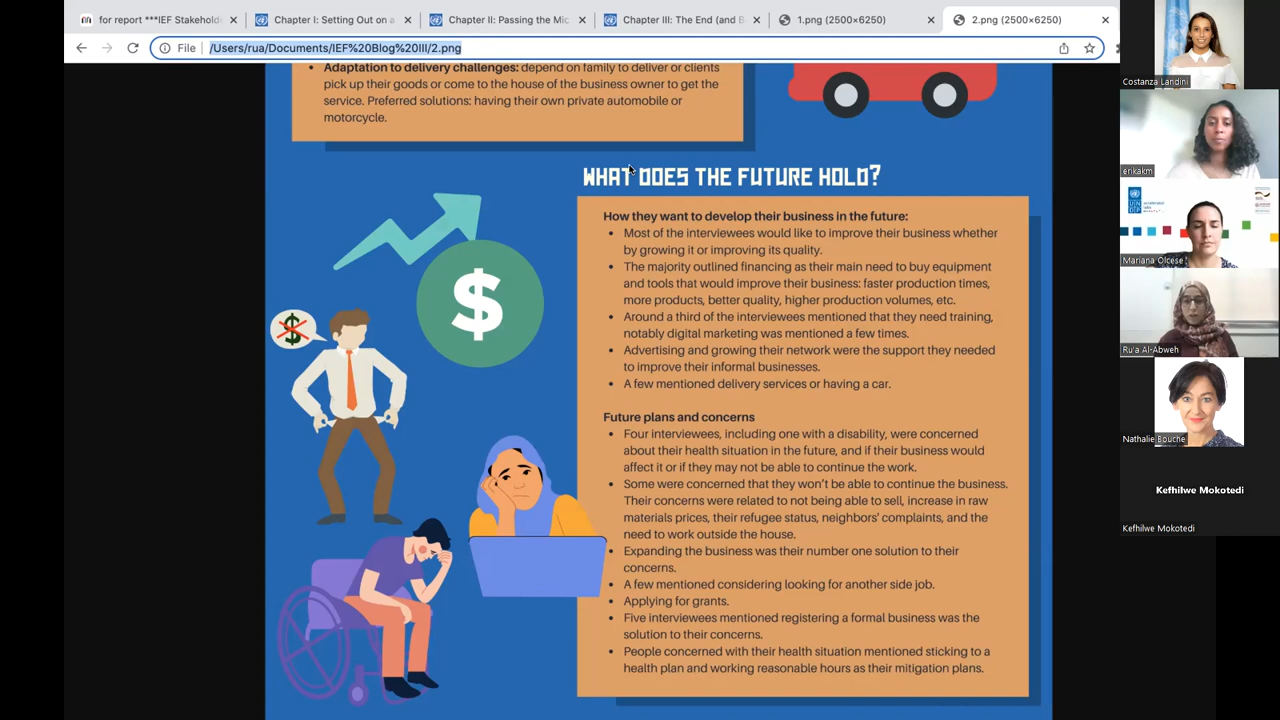 for report ***IEF Stakehold
Chapter I: Setting Out on a
Chapter II: Passing the Mic
Chapter III: The End (and B
1.png (2500×6250)
2.png (2500×6250)
File
/Users/rua/Documents/IEF%20Blog%20III/2.png
Adaptation to delivery challenges: depend on family to deliver or clients
pick up their goods or come to the house of the business owner to get the
service. Preferred solutions: having their own private automobile or
motorcycle.
WHAT DOES THE FUTURE HOLD?
How they want to develop their business in the future:
Most of the interviewees would like to improve their business whether
by growing it or improving its quality.
The majority outlined financing as their main need to buy equipment
and tools that would improve their business: faster production times,
more products, better quality, higher production volumes, etc.
Around a third of the interviewees mentioned that they need training,
notably digital marketing was mentioned a few times.
Advertising and growing their network were the support they needed
to improve their informal businesses.
A few mentioned delivery services or having a car.
Future plans and concerns
Four interviewees, including one with a disability, were concerned
about their health situation in the future, and if their business would
affect it or if they may not be able to continue the work.
Some were concerned that they won't be able to continue the business.
Their concerns were related to not being able to sell, increase in raw
materials prices, their refugee status, neighbors' complaints, and the
need to work outside the house.
Expanding the business was their number one solution to their
concerns.
A few mentioned considering looking for another side job.
Applying for grants.
Five interviewees mentioned registering a formal business was the
solution to their concerns.
People concerned with their health situation mentioned sticking to a
health plan and working reasonable hours as their mitigation plans.
$
$
Costanza Landini
erikakm
UNDP
Mariana Olcese
Ru'a Al-Abweh
Nathalie Bouche
Kefhilwe Mokotedi
Kefhilwe Mokotedi